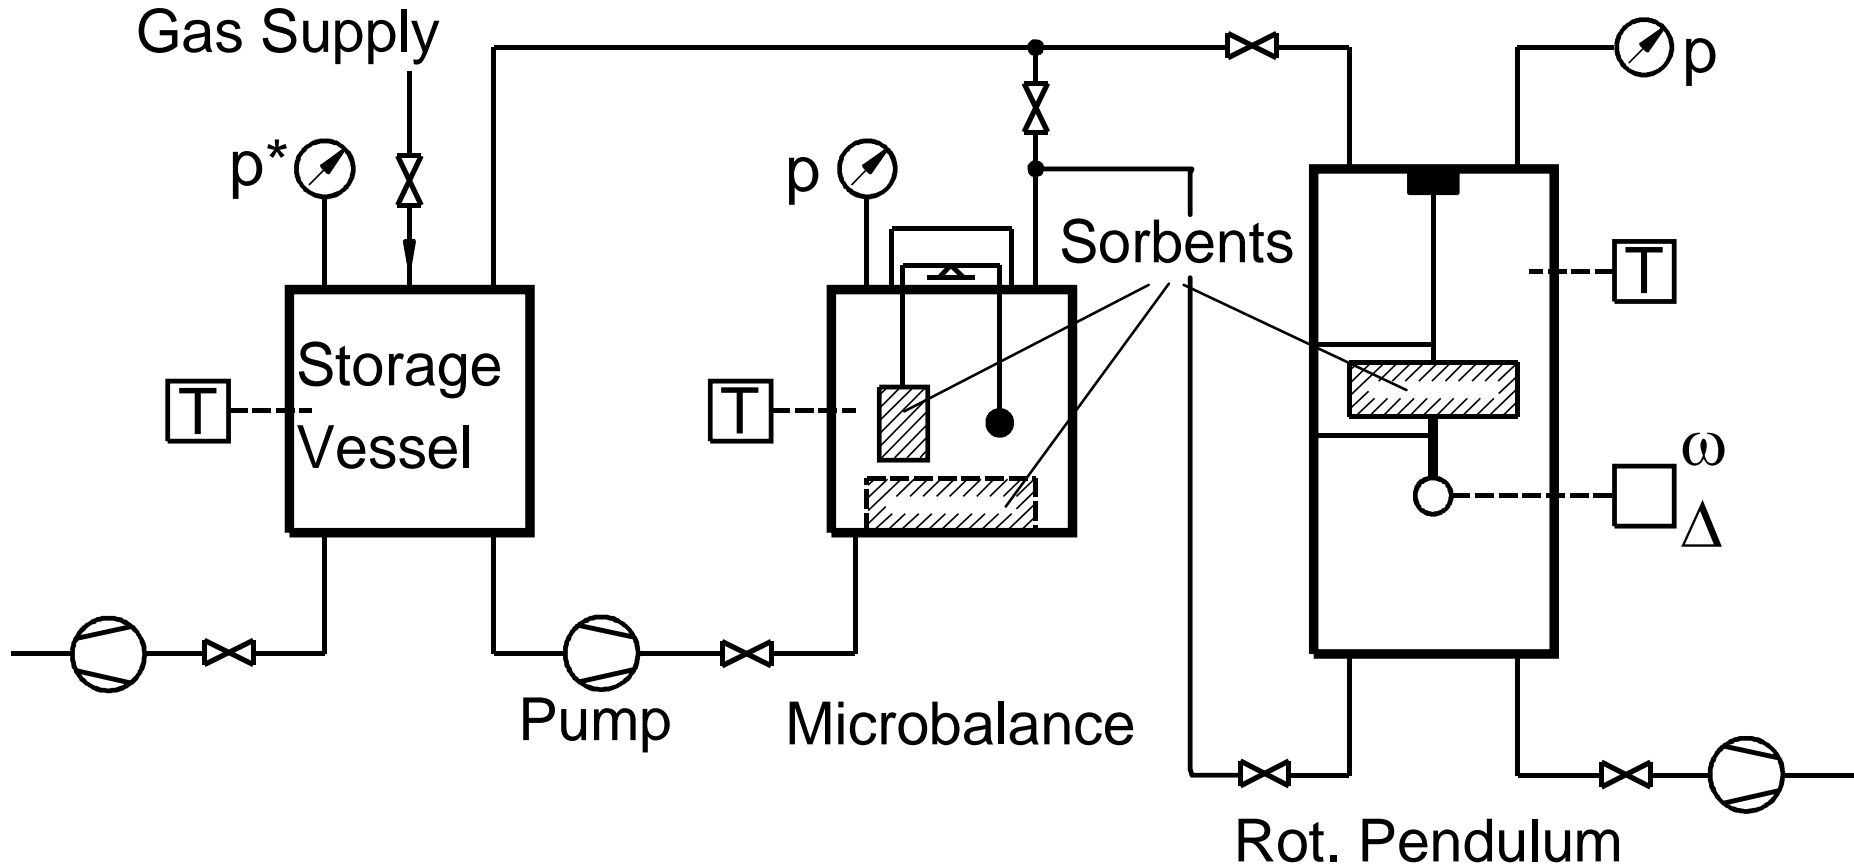 Gas Supply
p*
p
p
Sorbents
T
Storage
Vessel
T
T
ω
Δ
Pump
Microbalance
Rot. Pendulum